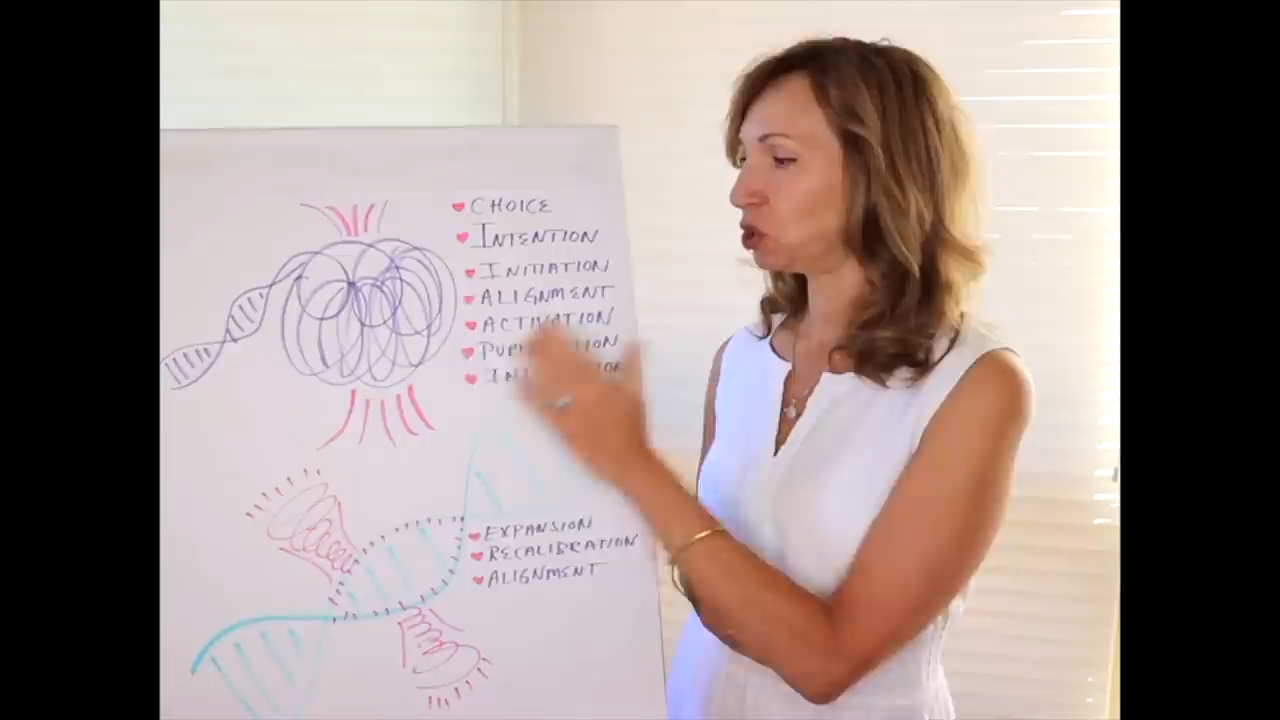 CHOICE
INTENTION
INITIATION
ALIGNMENT
ACTIVATION
EXPANSION
RECALIBRATION
ALIGNMENT